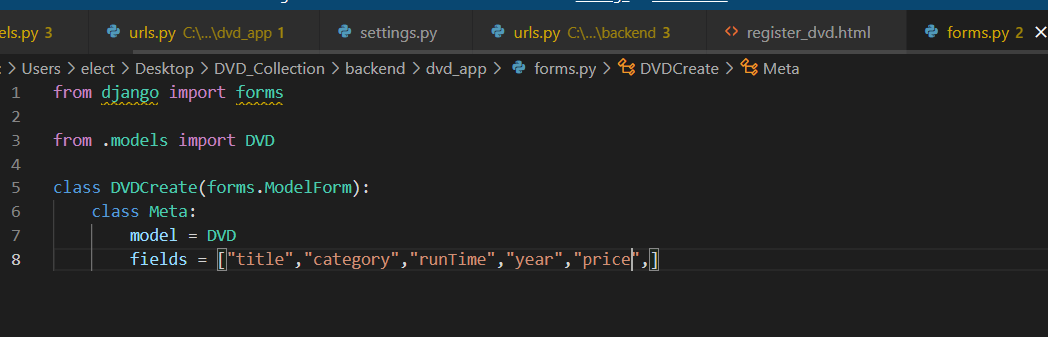 els.py 3 urls.py C:\...\dvd_app 1 settings.py urls.py C:\...\backend 3 register_dvd.html forms.py 2
> Users > elect > Desktop > DVD_Collection > backend > dvd_app > forms.py > DVDCreate > Meta
1 from django import forms
2
3 from .models import DVD
4
5 class DVDCreate(forms.ModelForm):
6 class Meta:
7 model = DVD
8 fields = ["title","category","runTime","year","price",]